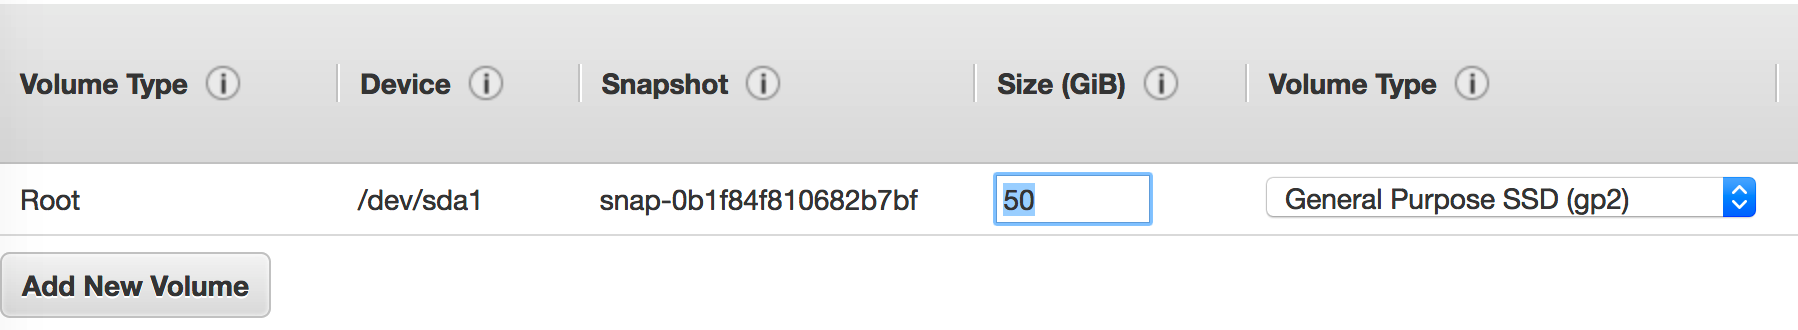 Volume Type Device Snapshot Size (GiB) Volume Type
Root /dev/sda1 snap-0b1f84f810682b7bf 50 General Purpose SSD (gp2)
Add New Volume